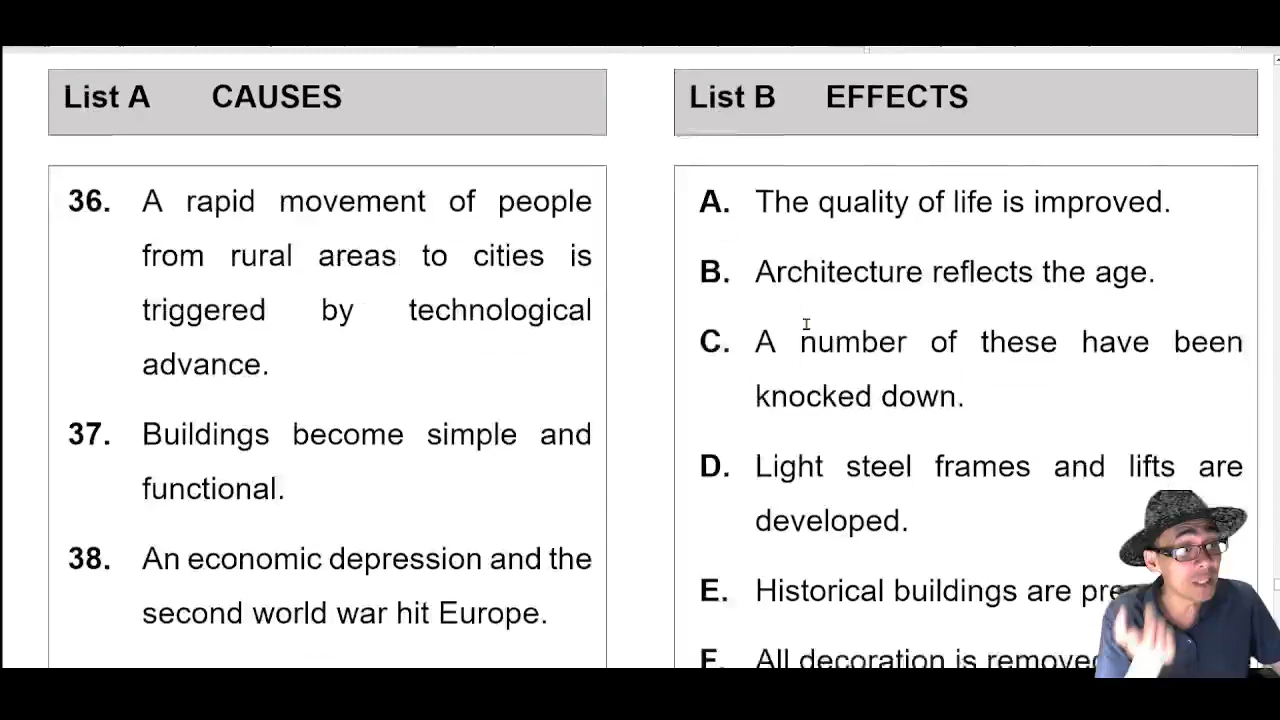 List A CAUSES
36. A rapid movement of people
from rural areas to cities is
triggered by technological
advance.
37. Buildings become simple and
functional.
38. An economic depression and the
second world war hit Europe.
List B EFFECTS
A. The quality of life is improved.
B. Architecture reflects the age.
C. A number of these have been
knocked down.
D. Light steel frames and lifts are
developed.
E. Historical buildings are
F. All decoration is removed